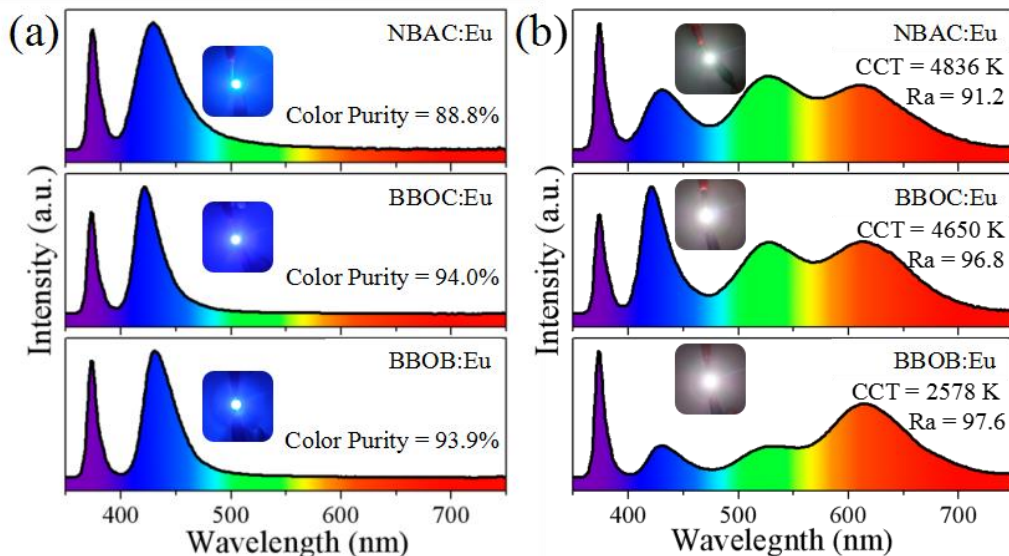 (a)
NBAC:Eu
Color Purity = 88.8%
BBOC:Eu
Color Purity = 94.0%
BBOB:Eu
Color Purity = 93.9%
Intensity (a.u.)
400 500 600 700
Wavelength (nm)
(b)
NBAC:Eu
CCT = 4836 K
Ra = 91.2
BBOC:Eu
CCT = 4650 K
Ra = 96.8
BBOB:Eu
CCT = 2578 K
Ra = 97.6
Intensity (a.u.)
400 500 600 700
Wavelegnth (nm)